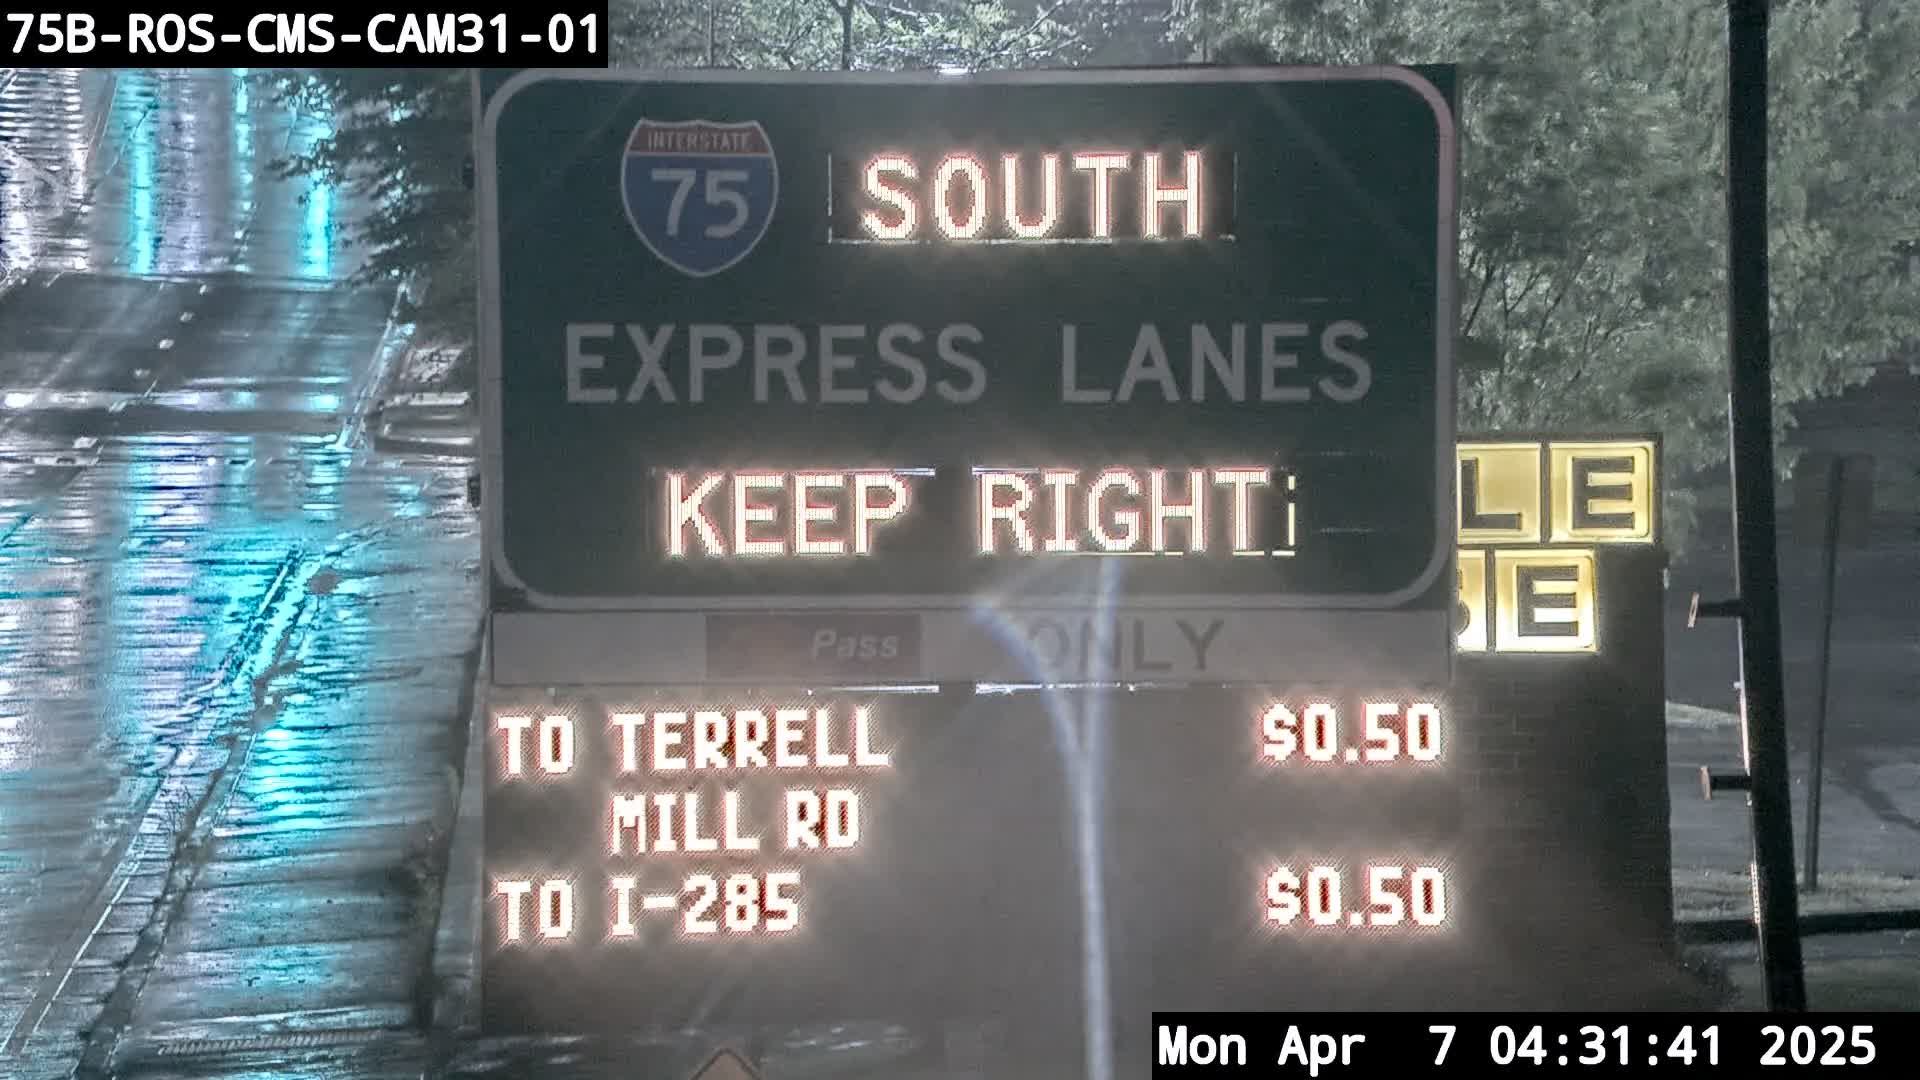 75B-ROS-CMS-CAM31-01
INTERSTATE
75
SOUTH
EXPRESS LANES
KEEP RIGHT
LE
E
Pass ONLY
TO TERRELL $0.50
MILL RD
TO I-285 $0.50
Mon Apr 7 04:31:41 2025